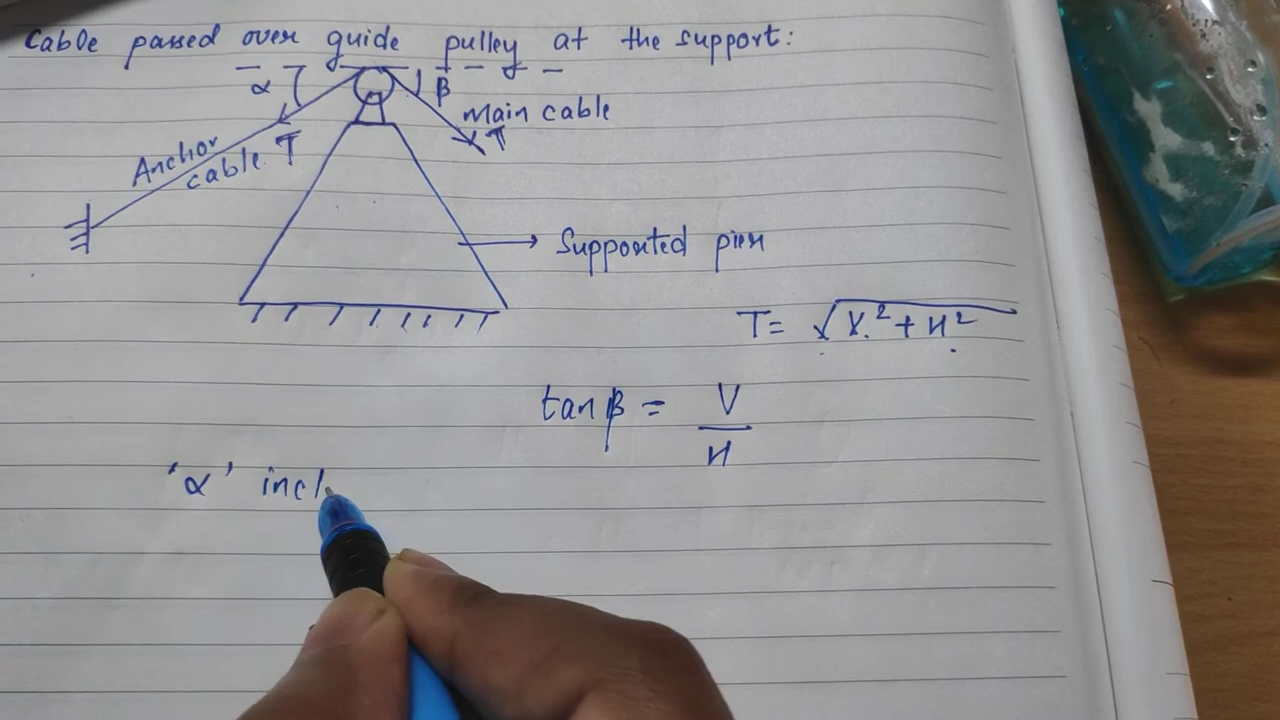 Cable passed over guide pulley at the support:
α β
Main cable
T
Anchor cable T
Supported pier
T = √V² + H²
tan β = V/H
'α' incl